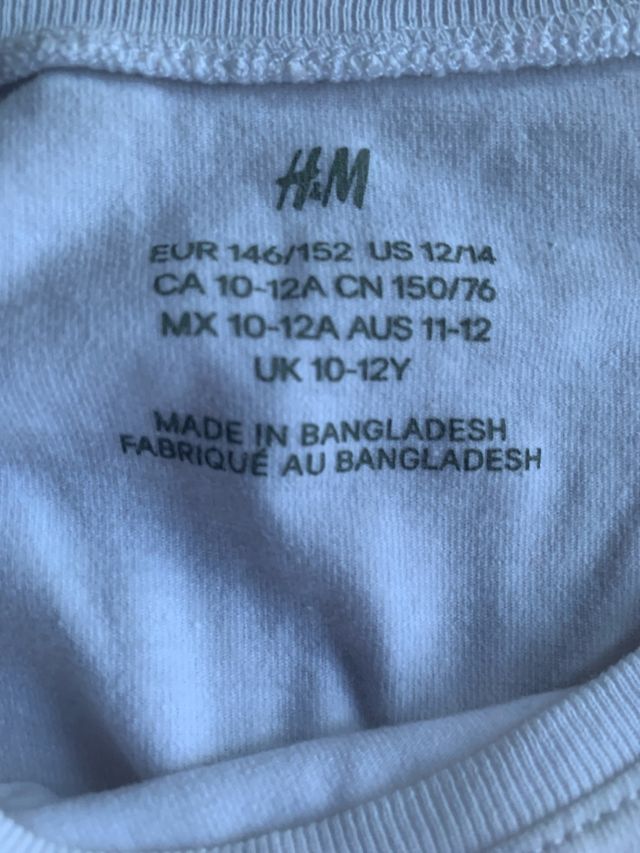 H&M
EUR 146/152 US 12/14
CA 10-12A CN 150/76
MX 10-12A AUS 11-12
UK 10-12Y
MADE IN BANGLADESH
FABRIQUÉ AU BANGLADESH